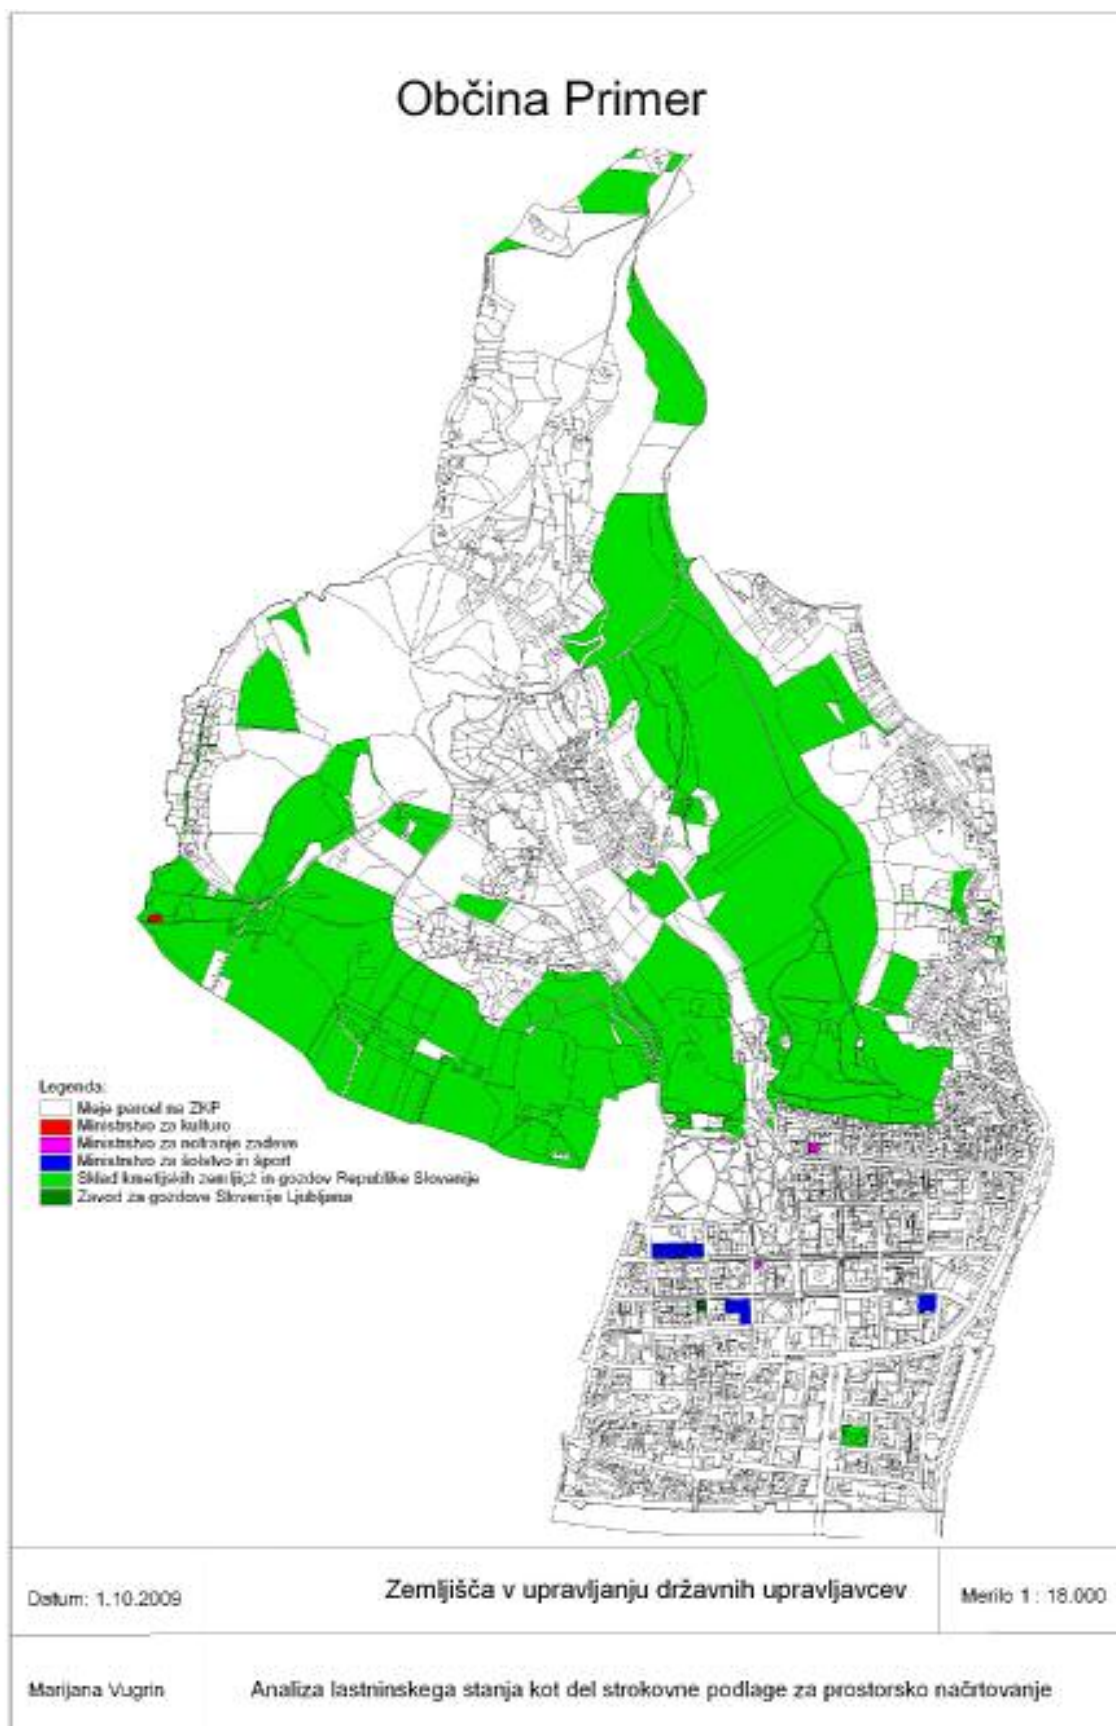 Občina Primer
Legenda:
Meje parcel na ZKP
Ministrstvo za kulturo
Ministrstvo za notranje zadeve
Ministrstvo za šolstvo in šport
Sklad kmetijskih zemljišč in gozdov Republike Slovenije
Zavod za gozdove Slovenije Ljubljana
Datum: 1.10.2009
Zemljišča v upravljanju državnih upravljavcev
Merilo 1 : 18.000
Marijana Vugrin
Analiza lastninskega stanja kot del strokovne podlage za prostorsko načrtovanje